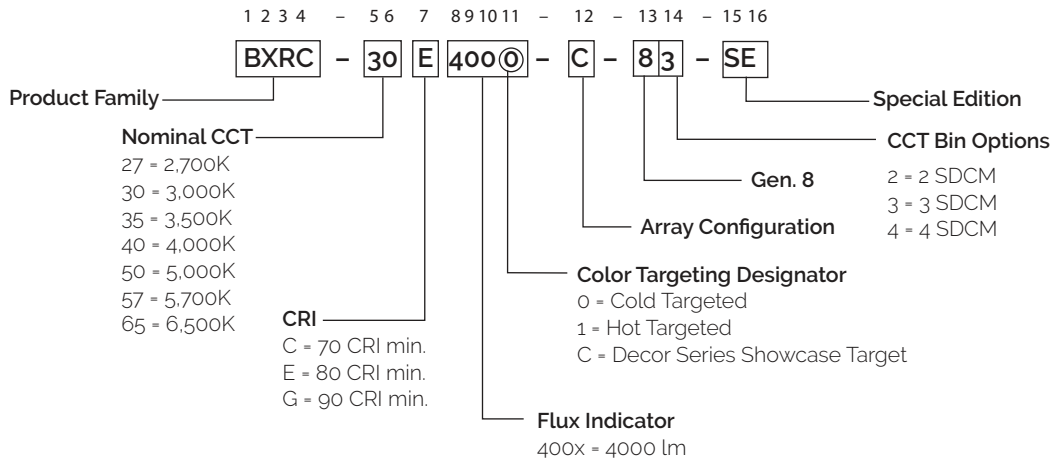 1 2 3 4 – 5 6 7 8 9 10 11 – 12 – 13 14 – 15 16
BXRC – 30 E 4000 – C – 8 3 – SE
Product Family
Special Edition
Nominal CCT
27 = 2,700K
30 = 3,000K
35 = 3,500K
40 = 4,000K
50 = 5,000K
57 = 5,700K
65 = 6,500K
CCT Bin Options
2 = 2 SDCM
3 = 3 SDCM
4 = 4 SDCM
Gen. 8
Array Configuration
Color Targeting Designator
0 = Cold Targeted
1 = Hot Targeted
C = Decor Series Showcase Target
CRI
C = 70 CRI min.
E = 80 CRI min.
G = 90 CRI min.
Flux Indicator
400x = 4000 lm